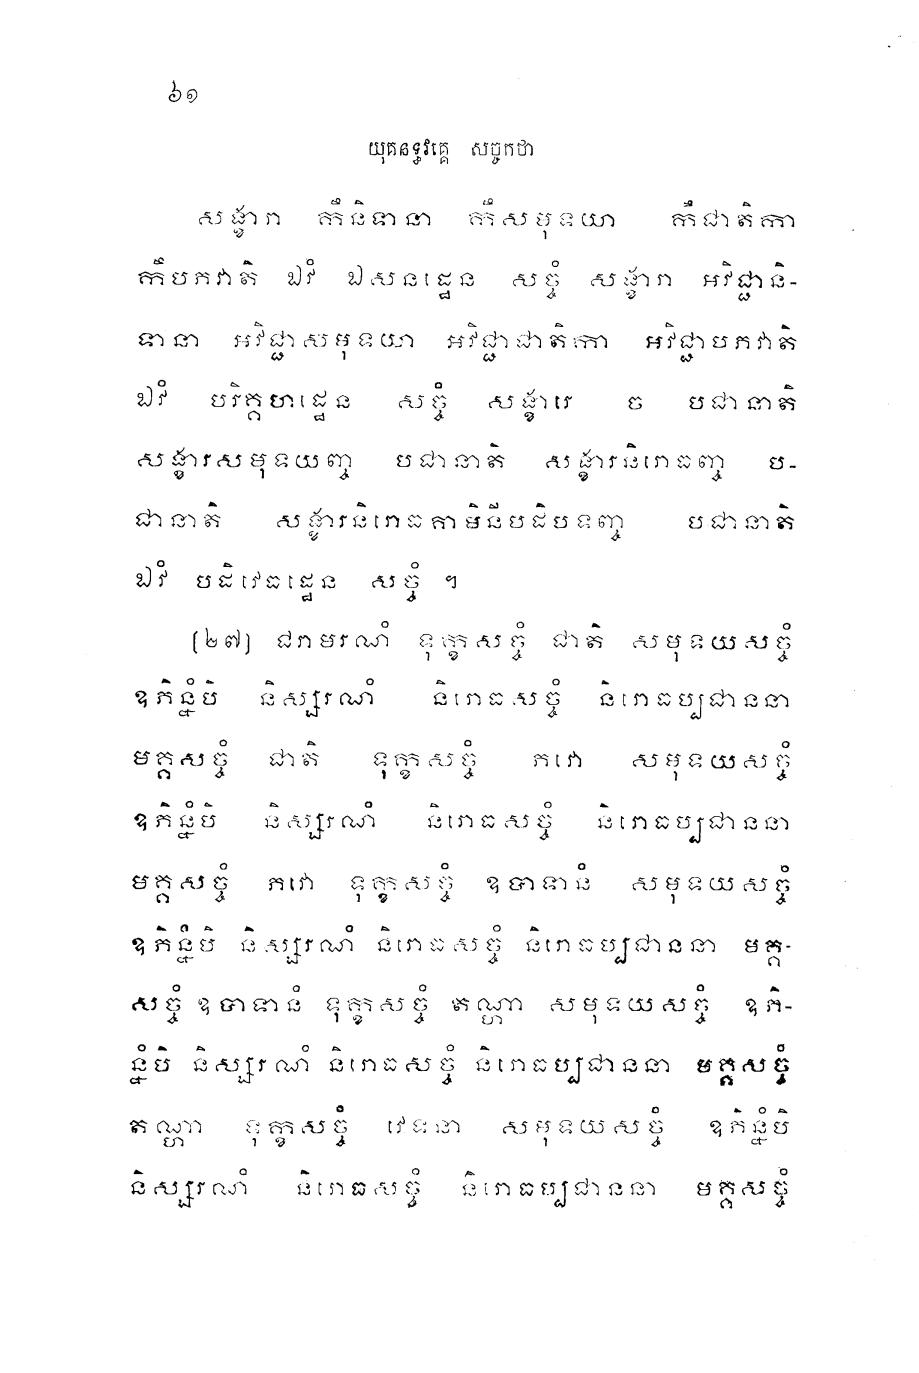 ៦១
យុគនទ្ធវគ្គេ សច្ចកថា
សង្ខារា កឹនិទានា កឹសមុទយា កឹជាតិកា
កឹបភវាតិ ឯវំ ឯសនដ្ឋេន សច្ចំ សង្ខារា អវិជ្ជានិ-
ទានា អវិជ្ជាសមុទយា អវិជ្ជាជាតិកា អវិជ្ជាបភវាតិ
ឯវំ បរិគ្គហដ្ឋេន សច្ចំ សង្ខារេ ច បជានាតិ
សង្ខារសមុទយញ្ច បជានាតិ សង្ខារនិរោធញ្ច ប-
ជានាតិ សង្ខារនិរោធគាមិនីបដិបទញ្ច បជានាតិ
ឯវំ បដិវេធដ្ឋេន សច្ចំ ។
(២៧) ជរាមរណំ ទុក្ខសច្ចំ ជាតិ សមុទយសច្ចំ
ឧភិន្នំបិ និស្សរណំ និរោធសច្ចំ និរោធប្បជាននា
មគ្គសច្ចំ ជាតិ ទុក្ខសច្ចំ ភវោ សមុទយសច្ចំ
ឧភិន្នំបិ និស្សរណំ និរោធសច្ចំ និរោធប្បជាននា
មគ្គសច្ចំ ភវោ ទុក្ខសច្ចំ ឧបាទានំ សមុទយសច្ចំ
ឧភិន្នំបិ និស្សរណំ និរោធសច្ចំ និរោធប្បជាននា មគ្គ-
សច្ចំ ឧបាទានំ ទុក្ខសច្ចំ តណ្ហា សមុទយសច្ចំ ឧភិ-
ន្នំបិ និស្សរណំ និរោធសច្ចំ និរោធប្បជាននា មគ្គសច្ចំ
តណ្ហា ទុក្ខសច្ចំ វេទនា សមុទយសច្ចំ ឧភិន្នំបិ
និស្សរណំ និរោធសច្ចំ និរោធប្បជាននា មគ្គសច្ចំ